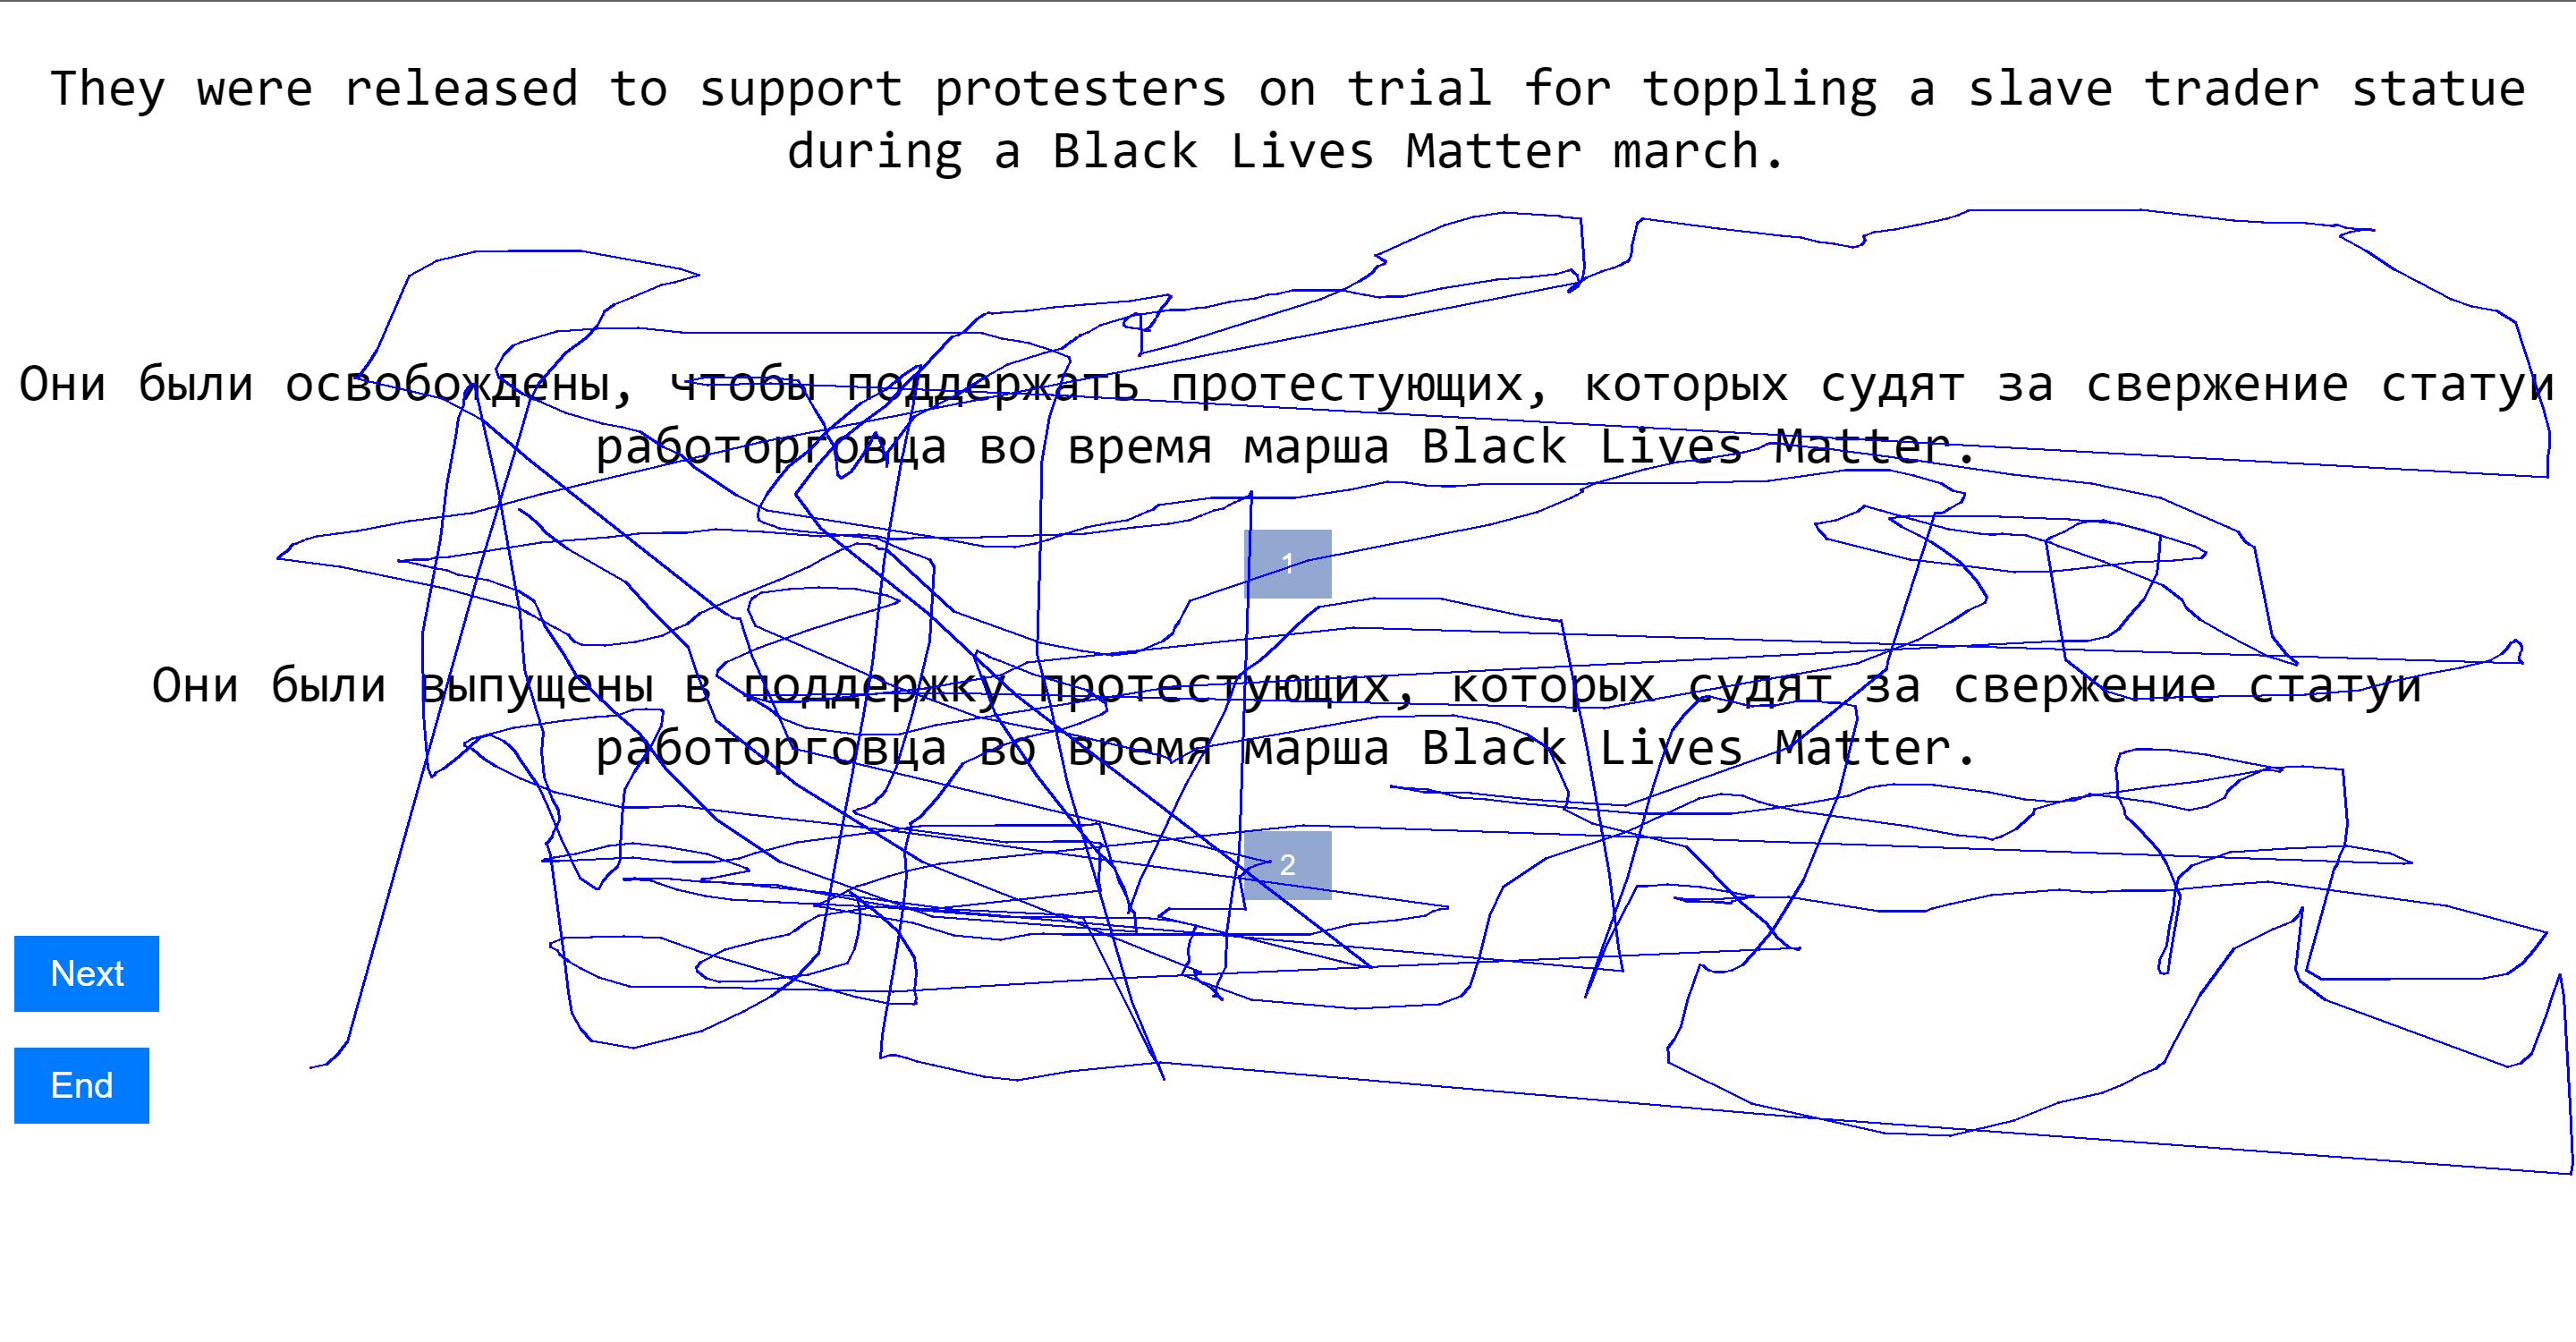 They were released to support protesters on trial for toppling a slave trader statue
during a Black Lives Matter march.
Они были освобождены, чтобы поддержать протестующих, которых судят за свержение статуи
работорговца во время марша Black Lives Matter.
1
Они были выпущены в поддержку протестующих, которых судят за свержение статуи
работорговца во время марша Black Lives Matter.
2
Next
End